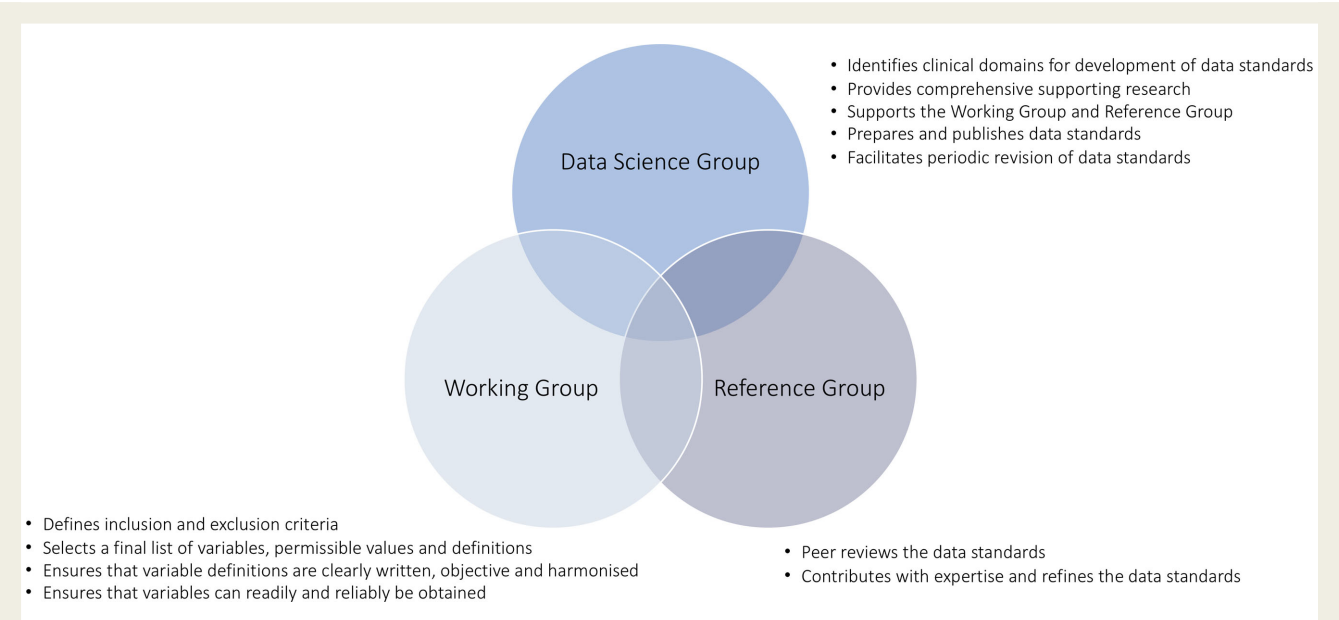 • Identifies clinical domains for development of data standards
• Provides comprehensive supporting research
• Supports the Working Group and Reference Group
• Prepares and publishes data standards
• Facilitates periodic revision of data standards
Data Science Group
Working Group
Reference Group
• Defines inclusion and exclusion criteria
• Selects a final list of variables, permissible values and definitions
• Ensures that variable definitions are clearly written, objective and harmonised
• Ensures that variables can readily and reliably be obtained
• Peer reviews the data standards
• Contributes with expertise and refines the data standards